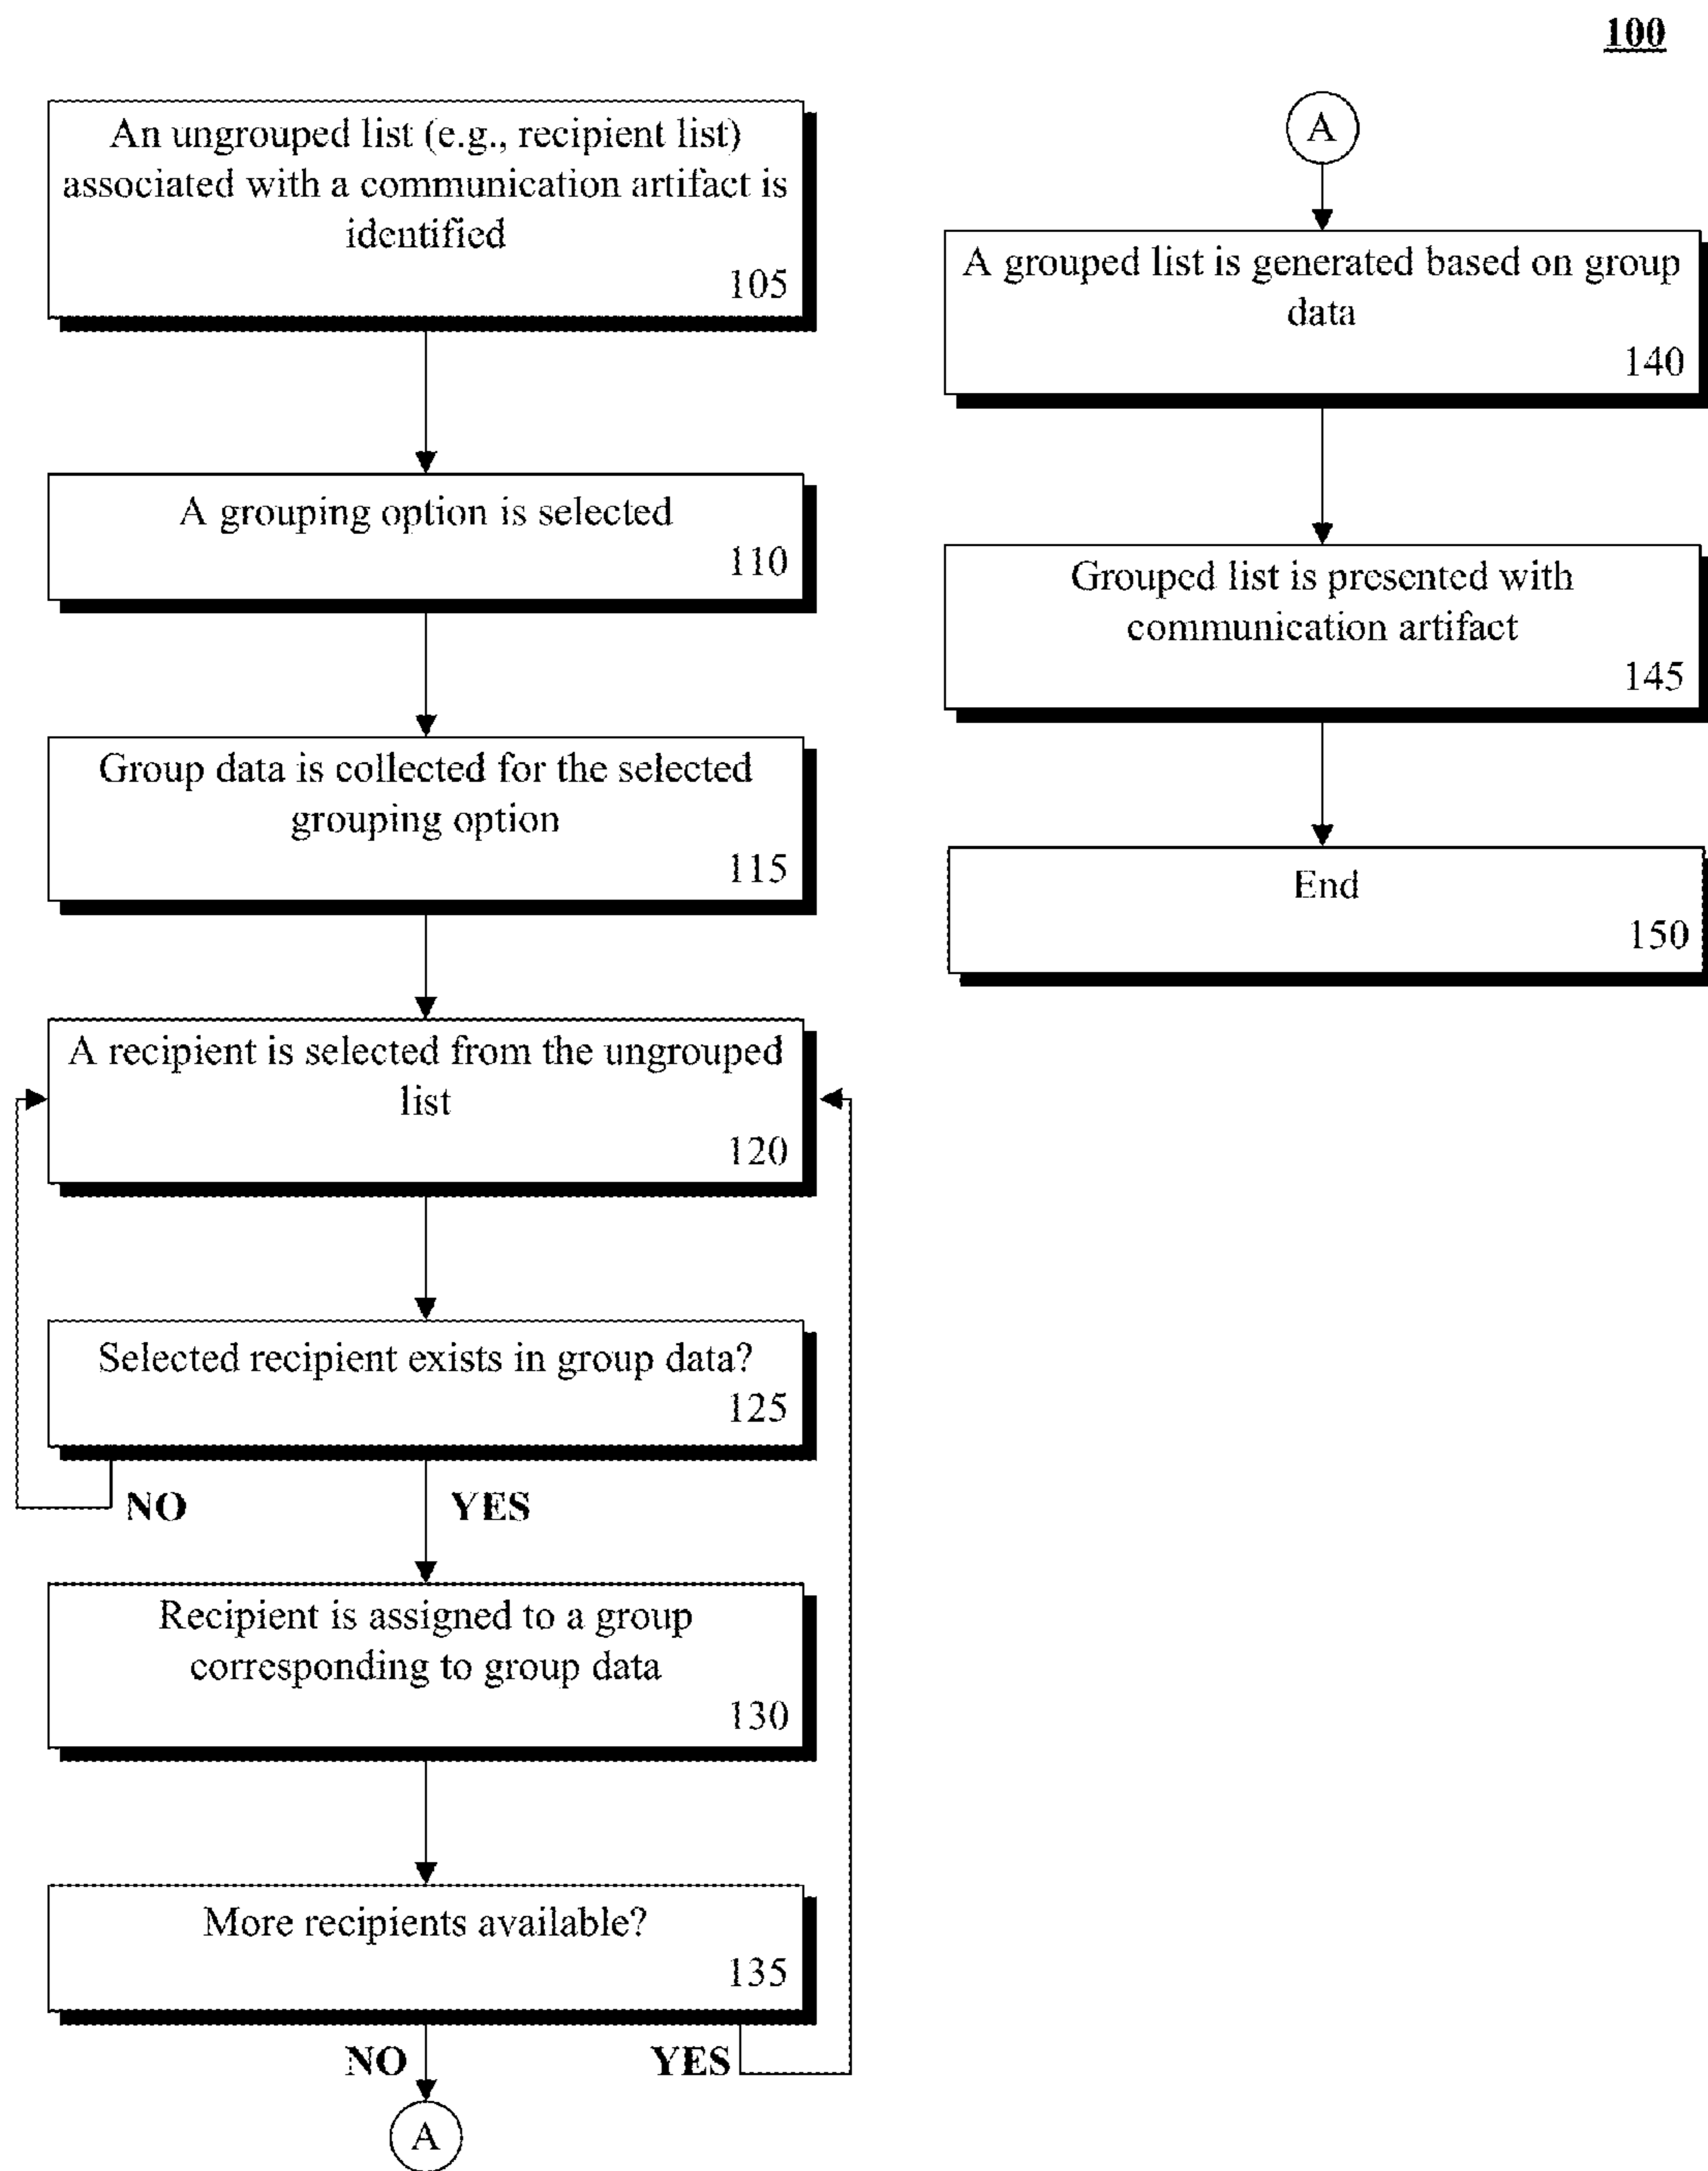 100
An ungrouped list (e.g., recipient list)
associated with a communication artifact is
identified
105
A grouping option is selected
110
Group data is collected for the selected
grouping option
115
A recipient is selected from the ungrouped
list
120
Selected recipient exists in group data?
125
NO
YES
Recipient is assigned to a group
corresponding to group data
130
More recipients available?
135
NO
YES
A
A
A grouped list is generated based on group
data
140
Grouped list is presented with
communication artifact
145
End
150